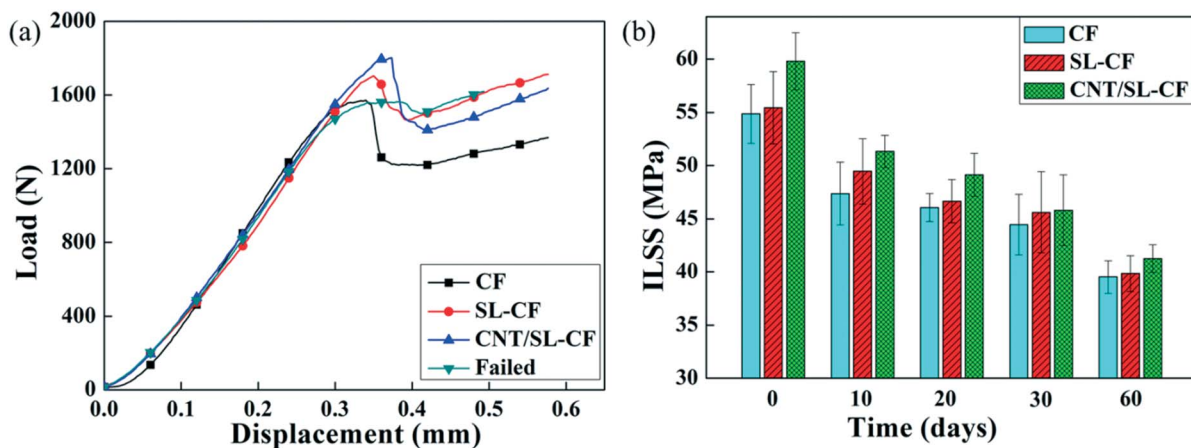 (a)
2000
1600
1200
800
400
0
Load (N)
CF
SL-CF
CNT/SL-CF
Failed
0.0 0.1 0.2 0.3 0.4 0.5 0.6
Displacement (mm)
(b)
60
55
50
45
40
35
30
ILSS (MPa)
CF
SL-CF
CNT/SL-CF
0 10 20 30 60
Time (days)